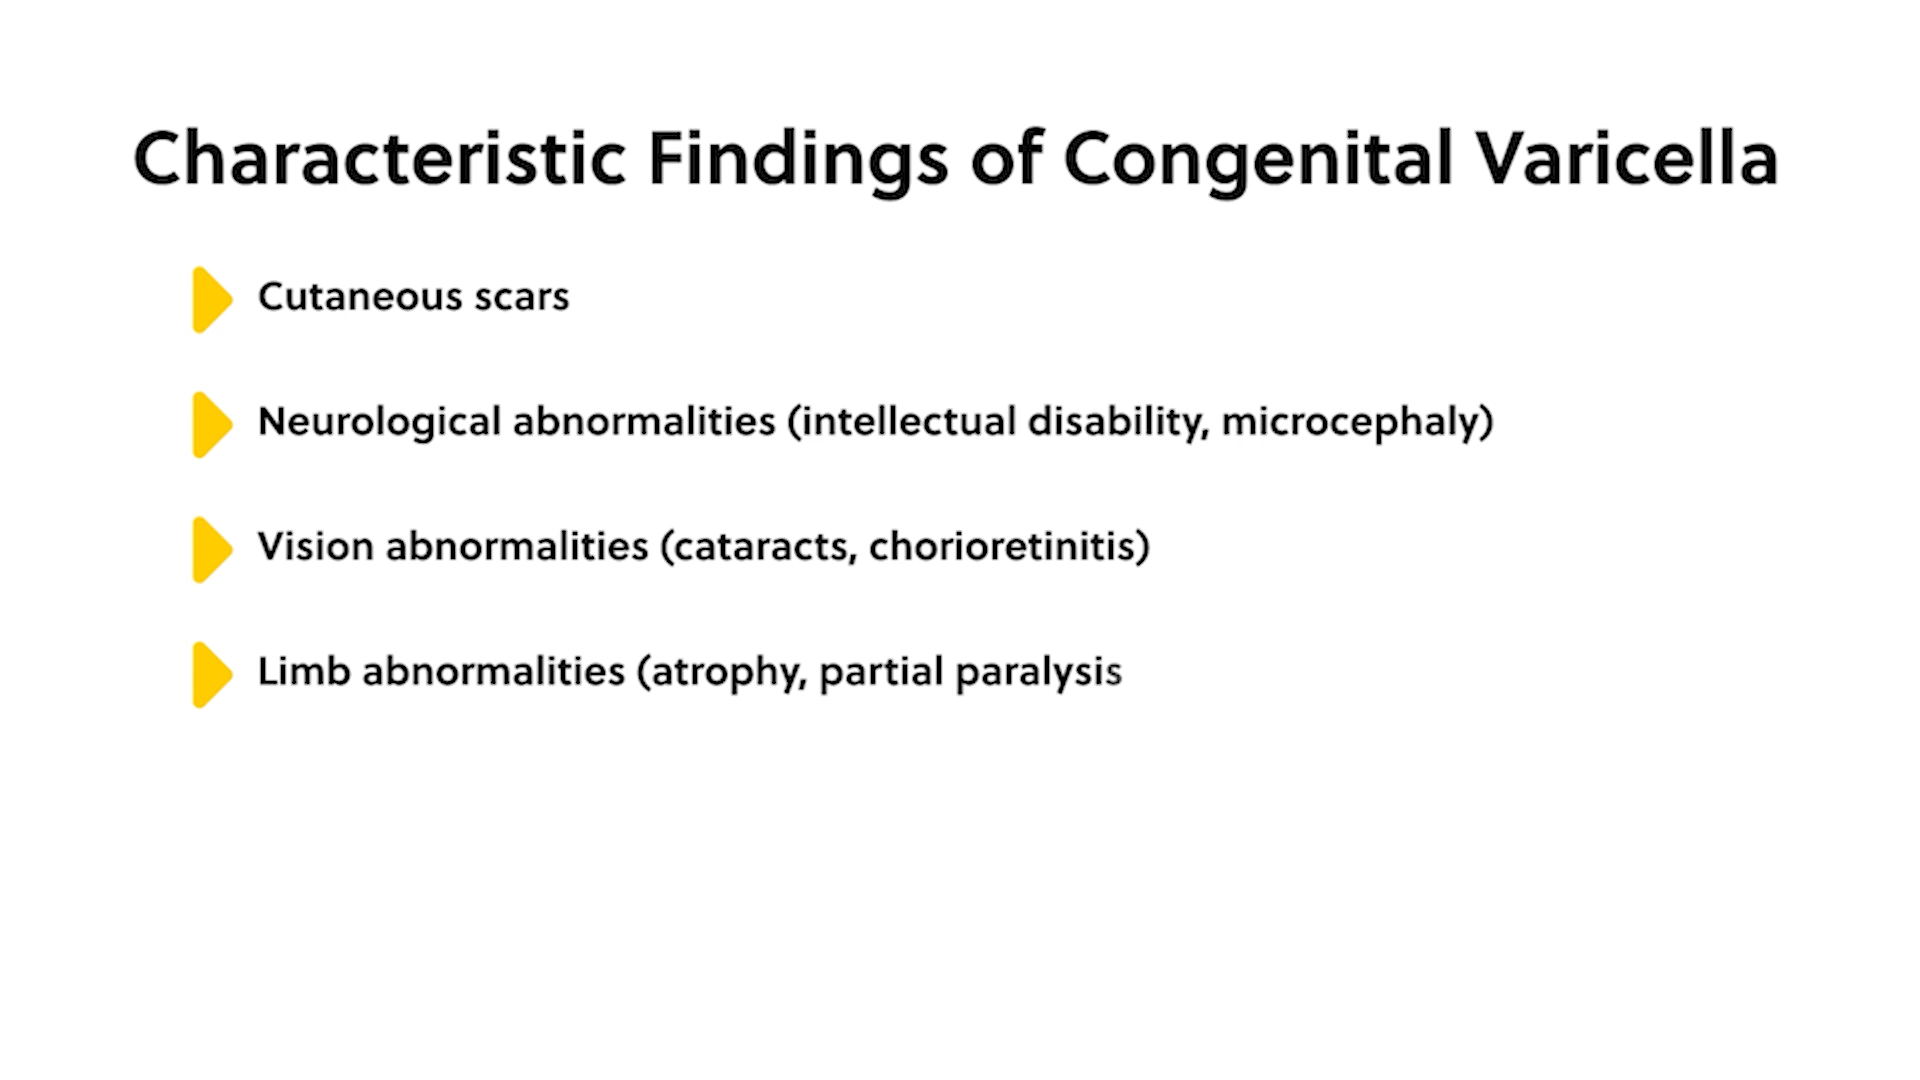 Characteristic Findings of Congenital Varicella
Cutaneous scars
Neurological abnormalities (intellectual disability, microcephaly)
Vision abnormalities (cataracts, chorioretinitis)
Limb abnormalities (atrophy, partial paralysis